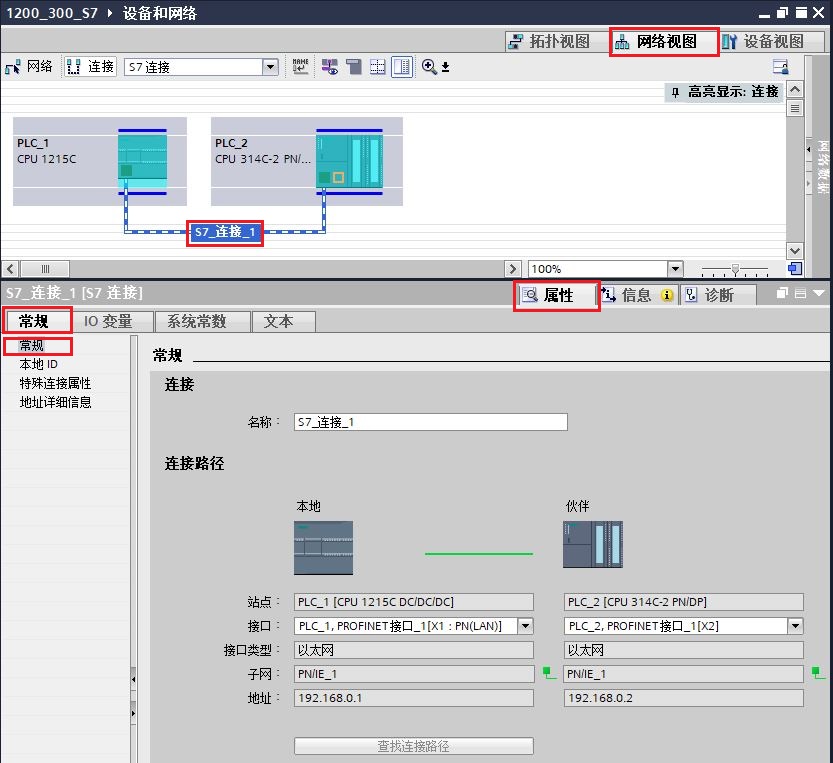 1200_300_S7 ▸ 设备和网络
拓扑视图 网络视图 设备视图
网络 连接 S7 连接
高亮显示: 连接
PLC_1
CPU 1215C
PLC_2
CPU 314C-2 PN/...
S7_连接_1
网络数据
100%
S7_连接_1 [S7 连接]
属性 信息 诊断
常规 IO 变量 系统常数 文本
常规
本地 ID
特殊连接属性
地址详细信息
常规
连接
名称: S7_连接_1
连接路径
本地 伙伴
站点: PLC_1 [CPU 1215C DC/DC/DC] PLC_2 [CPU 314C-2 PN/DP]
接口: PLC_1, PROFINET接口_1[X1 : PN(LAN)] PLC_2, PROFINET接口_1[X2]
接口类型: 以太网 以太网
子网: PN/IE_1 PN/IE_1
地址: 192.168.0.1 192.168.0.2
查找连接路径